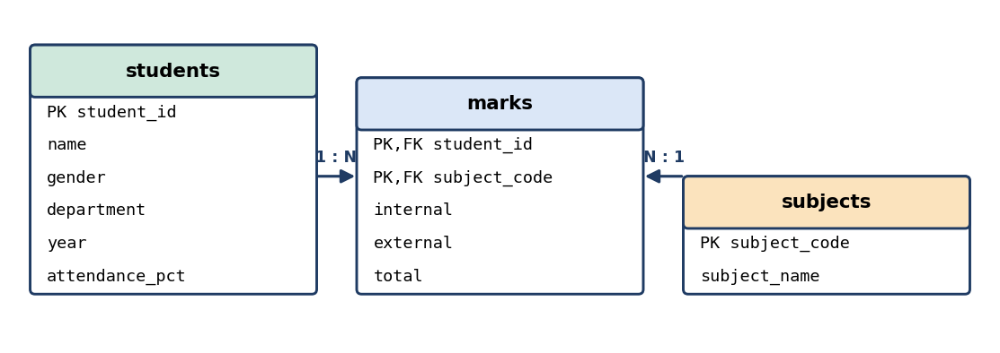 students
PK student_id
name
gender
department
year
attendance_pct
1 : N
marks
PK,FK student_id
PK,FK subject_code
internal
external
total
N : 1
subjects
PK subject_code
subject_name